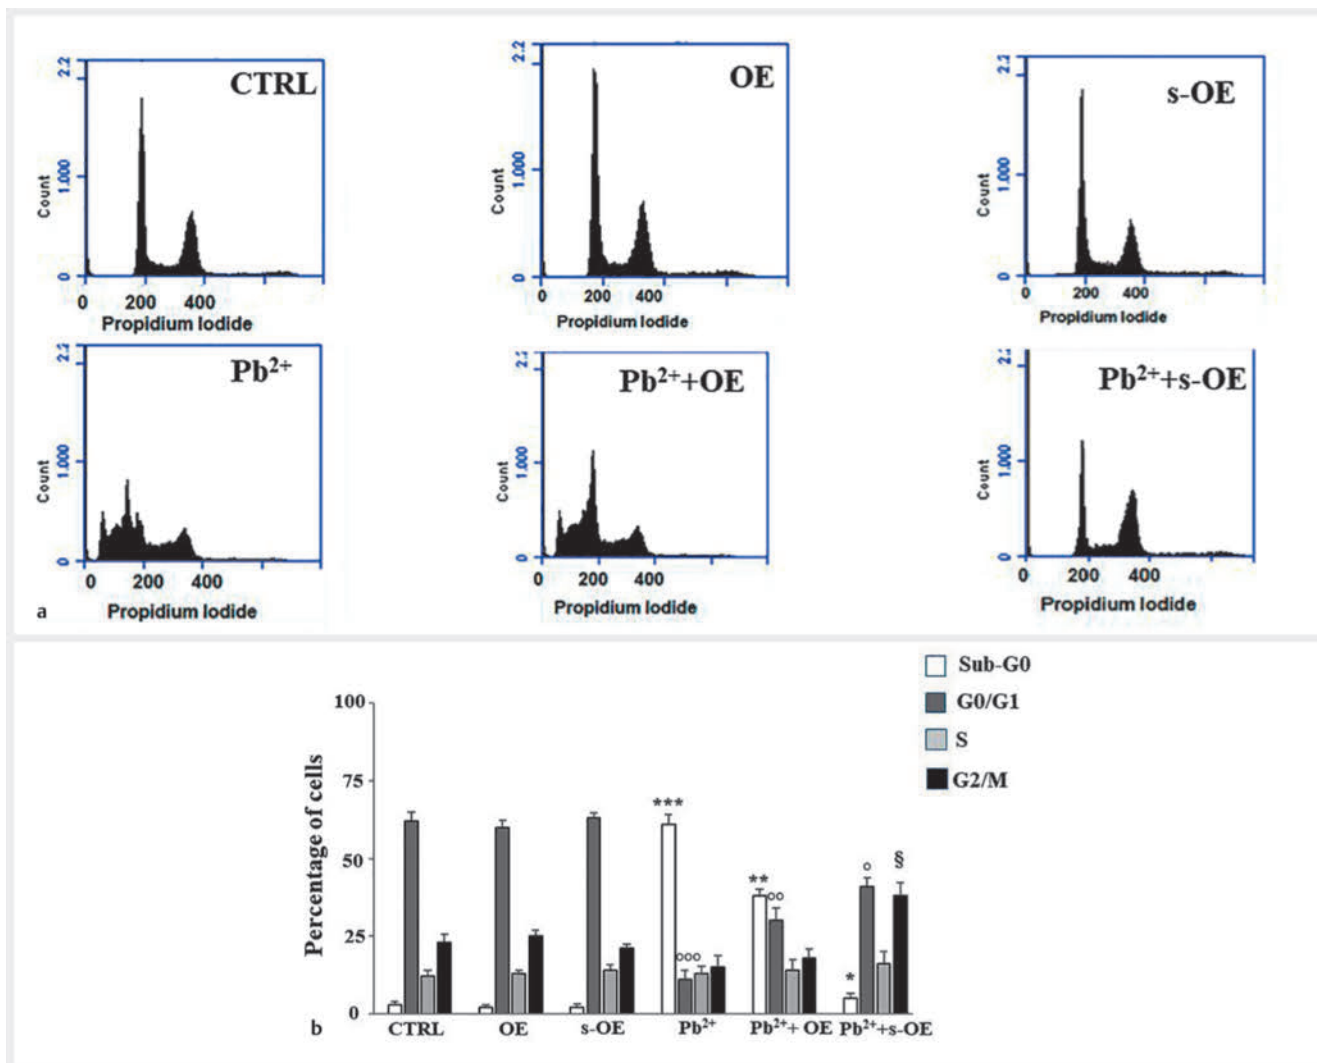 CTRL
2.2
1.000
0
Count
0 200 400
Propidium Iodide
OE
2.2
1.000
0
Count
0 200 400
Propidium Iodide
s-OE
2.2
1.000
0
Count
0 200 400
Propidium Iodide
Pb²⁺
1.000
0
Count
0 200 400
Propidium Iodide
a
Pb²⁺+OE
1.000
0
Count
0 200 400
Propidium Iodide
Pb²⁺+s-OE
1.000
0
Count
0 200 400
Propidium Iodide
Sub-G0
G0/G1
S
G2/M
Percentage of cells
100
75
50
25
0
***
°°°
**
°°
*
°
§
CTRL OE s-OE Pb²⁺ Pb²⁺+ OE Pb²⁺+s-OE
b